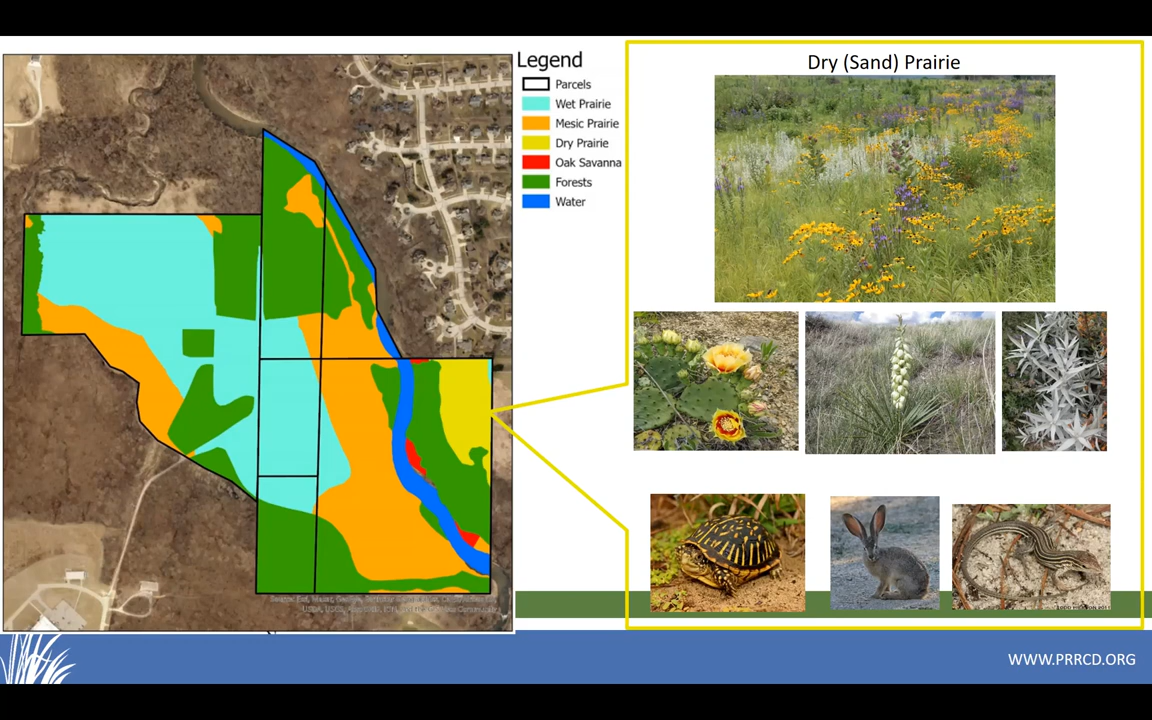 Legend
Parcels
Wet Prairie
Mesic Prairie
Dry Prairie
Oak Savanna
Forests
Water
Dry (Sand) Prairie
WWW.PRRCD.ORG